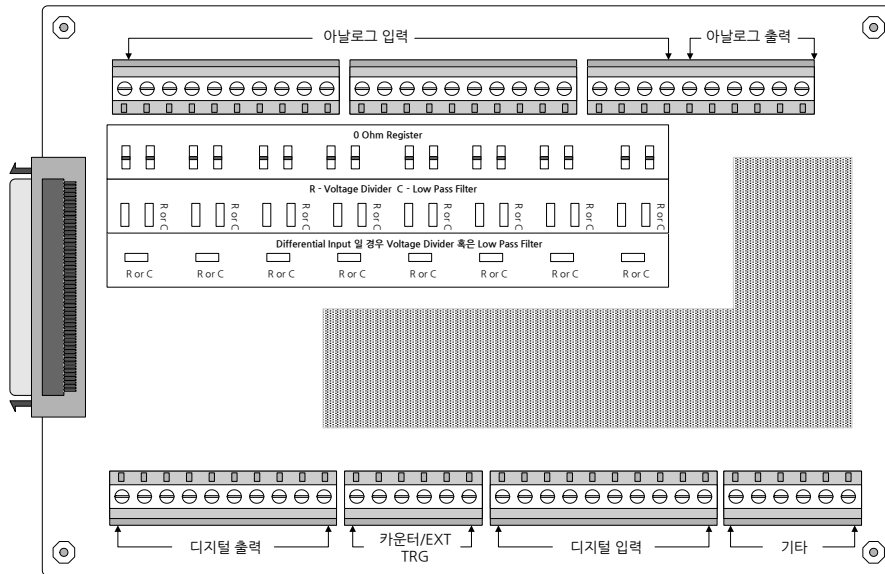 아날로그 입력
아날로그 출력
0 Ohm Register
R - Voltage Divider C - Low Pass Filter
R or C
R or C
R or C
R or C
R or C
R or C
R or C
R or C
Differential Input 일 경우 Voltage Divider 혹은 Low Pass Filter
R or C R or C R or C R or C R or C R or C R or C R or C
디지털 출력
카운터/EXT
TRG
디지털 입력
기타